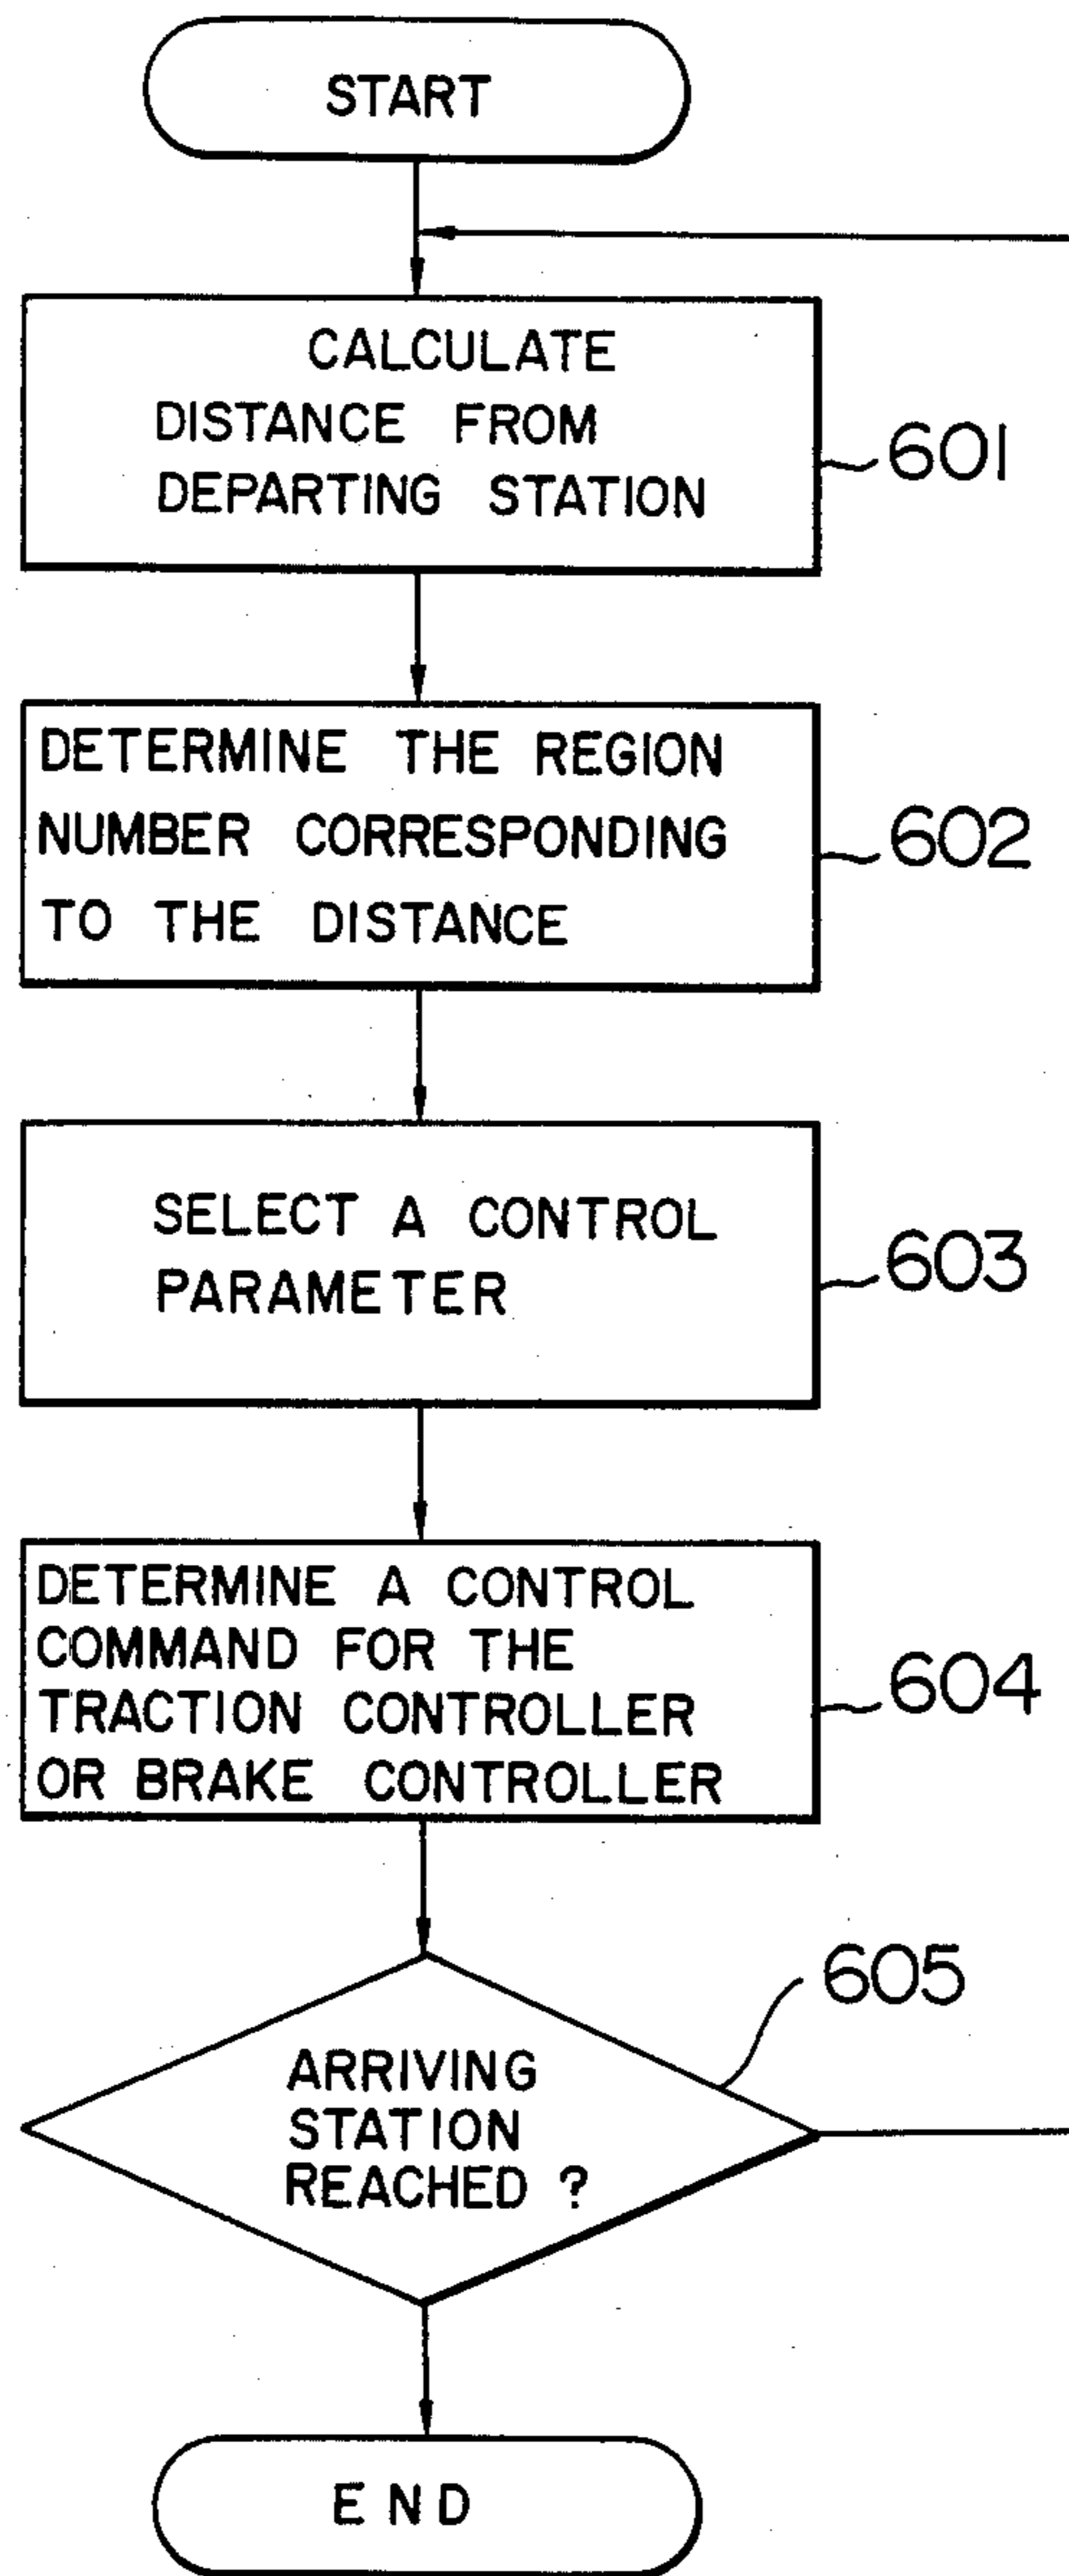 START
CALCULATE
DISTANCE FROM
DEPARTING STATION
601
DETERMINE THE REGION
NUMBER CORRESPONDING
TO THE DISTANCE
602
SELECT A CONTROL
PARAMETER
603
DETERMINE A CONTROL
COMMAND FOR THE
TRACTION CONTROLLER
OR BRAKE CONTROLLER
604
605
ARRIVING
STATION
REACHED ?
END